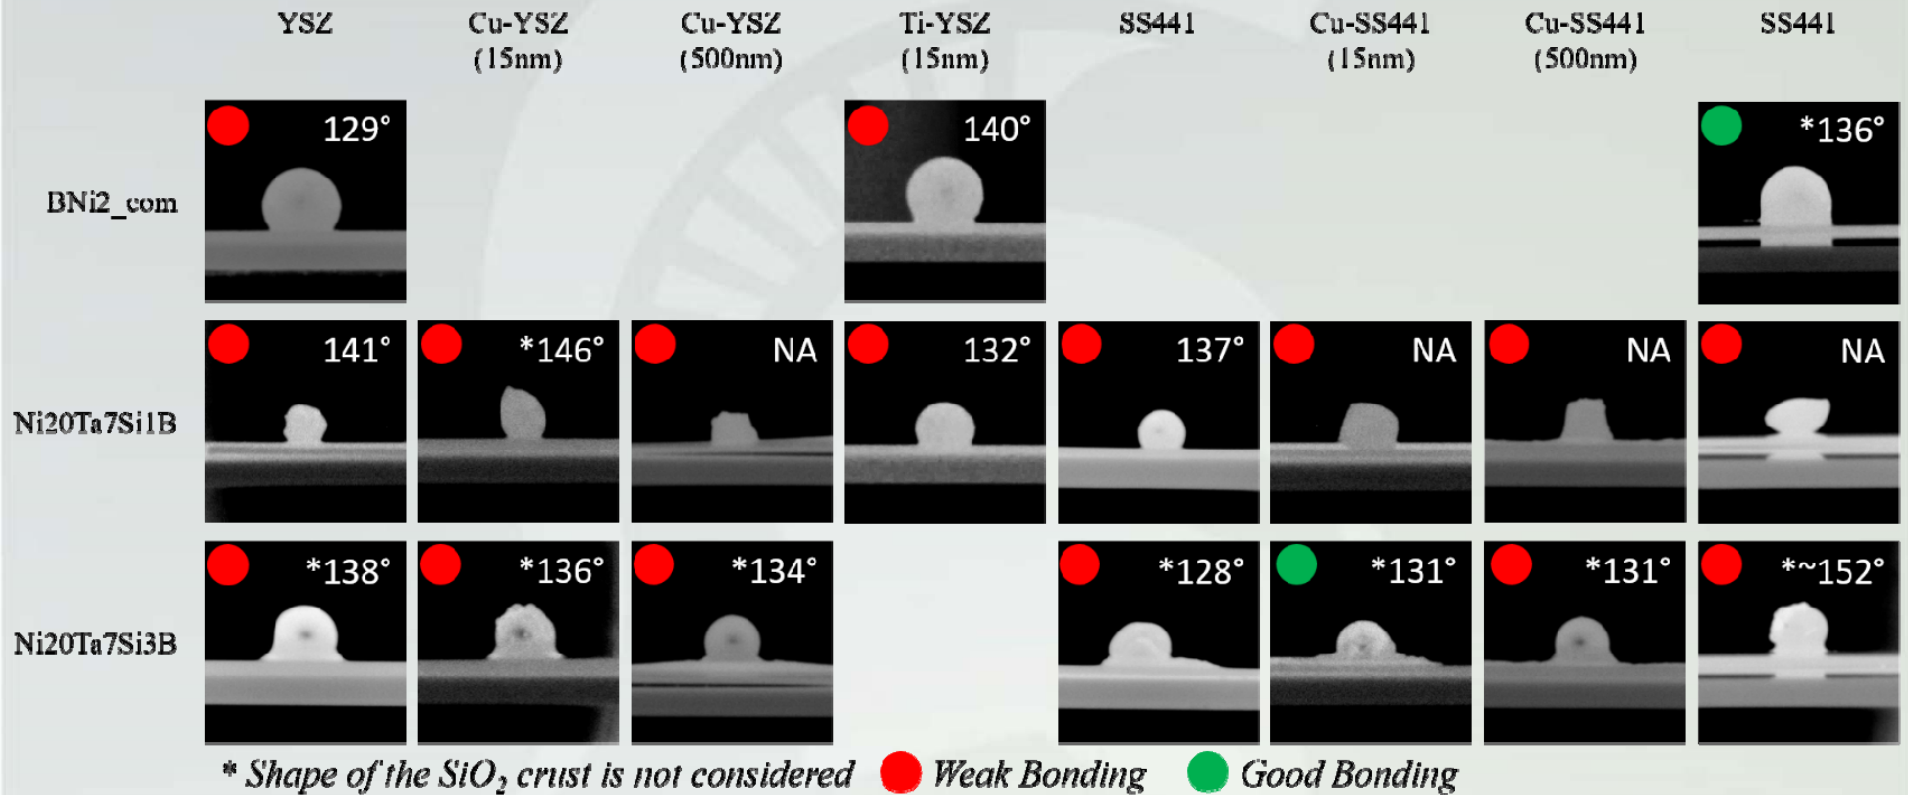 YSZ Cu-YSZ Cu-YSZ Ti-YSZ SS441 Cu-SS441 Cu-SS441 SS441
(15nm) (500nm) (15nm) (15nm) (500nm)
BNi2_com 129° 140° *136°
Ni20Ta7Si1B 141° *146° NA 132° 137° NA NA NA
Ni20Ta7Si3B *138° *136° *134° *128° *131° *131° *~152°
* Shape of the SiO₂ crust is not considered Weak Bonding Good Bonding